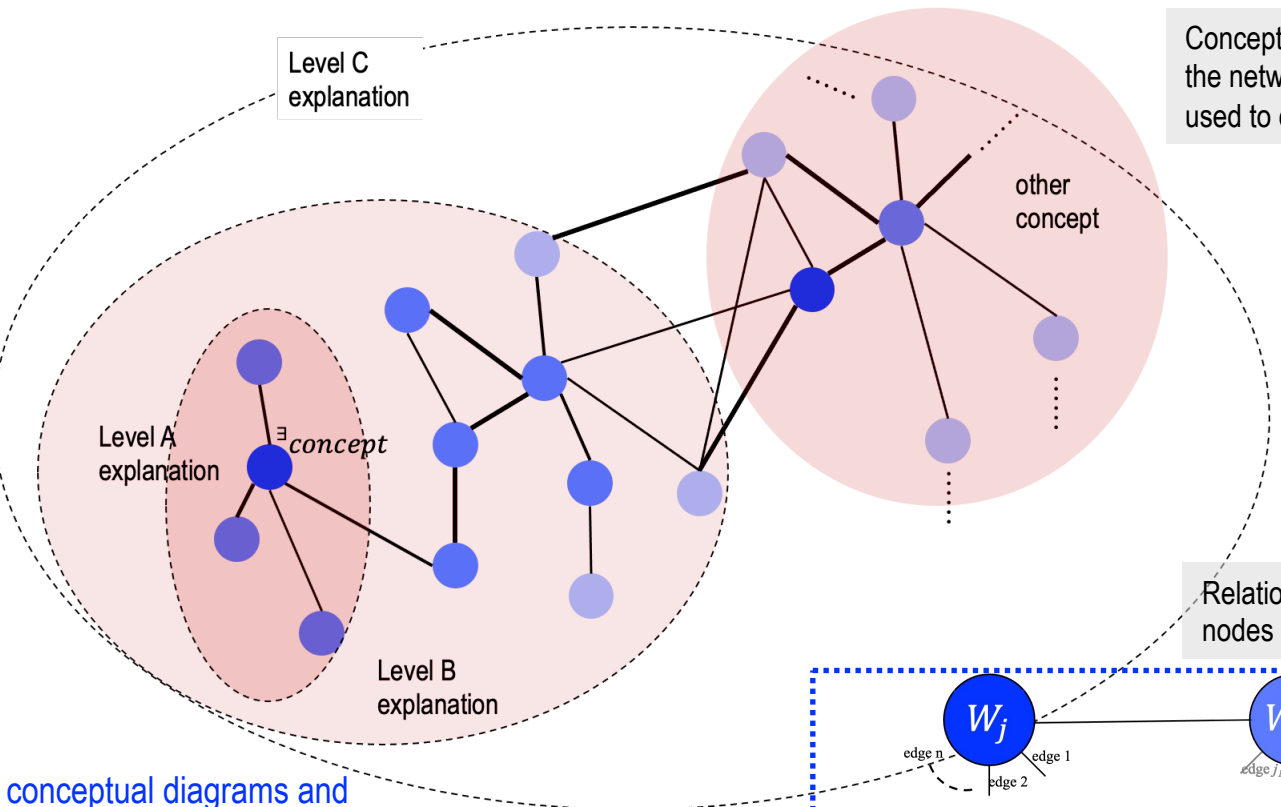 Level C
explanation
Concept
the netw
used to
other
concept
Level A
explanation
∃concept
Level B
explanation
Relatio
nodes
W_j
W
edge n
edge 1
edge 2
edge j
conceptual diagrams and